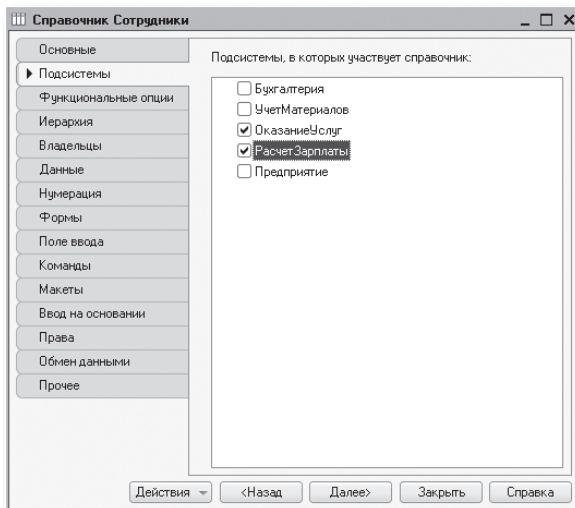 Справочник Сотрудники
Основные
Подсистемы
Функциональные опции
Иерархия
Владельцы
Данные
Нумерация
Формы
Поле ввода
Команды
Макеты
Ввод на основании
Права
Обмен данными
Прочее
Подсистемы, в которых участвует справочник:
Бухгалтерия
УчетМатериалов
ОказаниеУслуг
РасчетЗарплаты
Предприятие
Действия
<Назад
Далее>
Закрыть
Справка